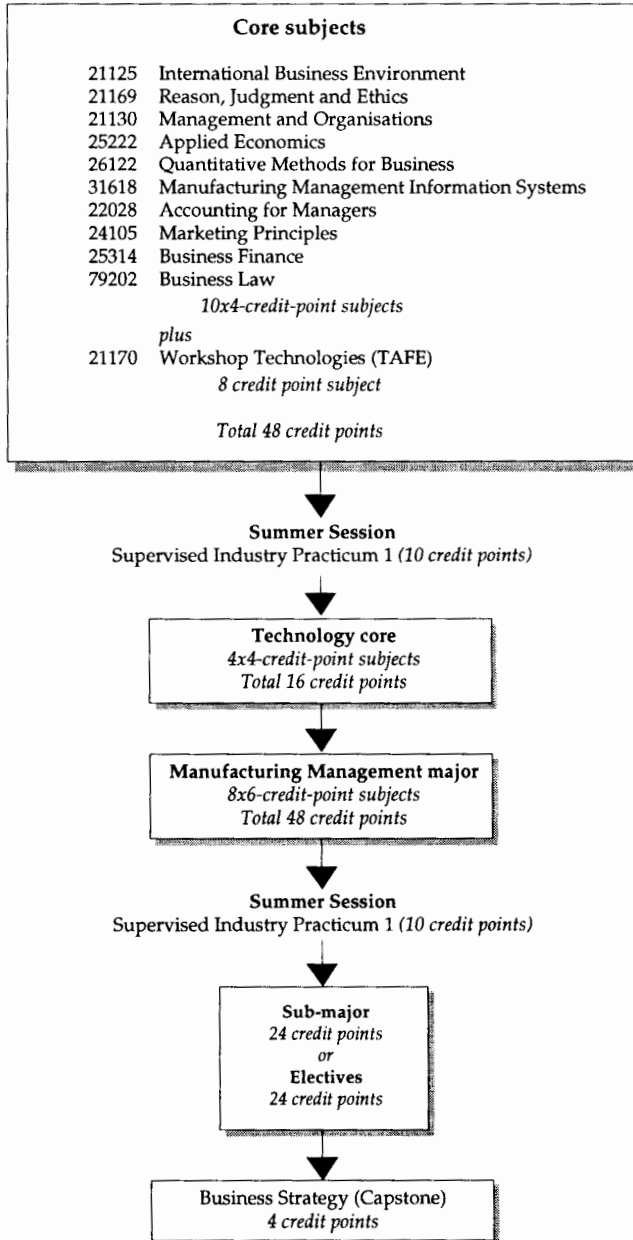 Core subjects
21125 International Business Environment
21169 Reason, Judgment and Ethics
21130 Management and Organisations
25222 Applied Economics
26122 Quantitative Methods for Business
31618 Manufacturing Management Information Systems
22028 Accounting for Managers
24105 Marketing Principles
25314 Business Finance
79202 Business Law
10x4-credit-point subjects
plus
21170 Workshop Technologies (TAFE)
8 credit point subject
Total 48 credit points
Summer Session
Supervised Industry Practicum 1 (10 credit points)
Technology core
4x4-credit-point subjects
Total 16 credit points
Manufacturing Management major
8x6-credit-point subjects
Total 48 credit points
Summer Session
Supervised Industry Practicum 1 (10 credit points)
Sub-major
24 credit points
or
Electives
24 credit points
Business Strategy (Capstone)
4 credit points